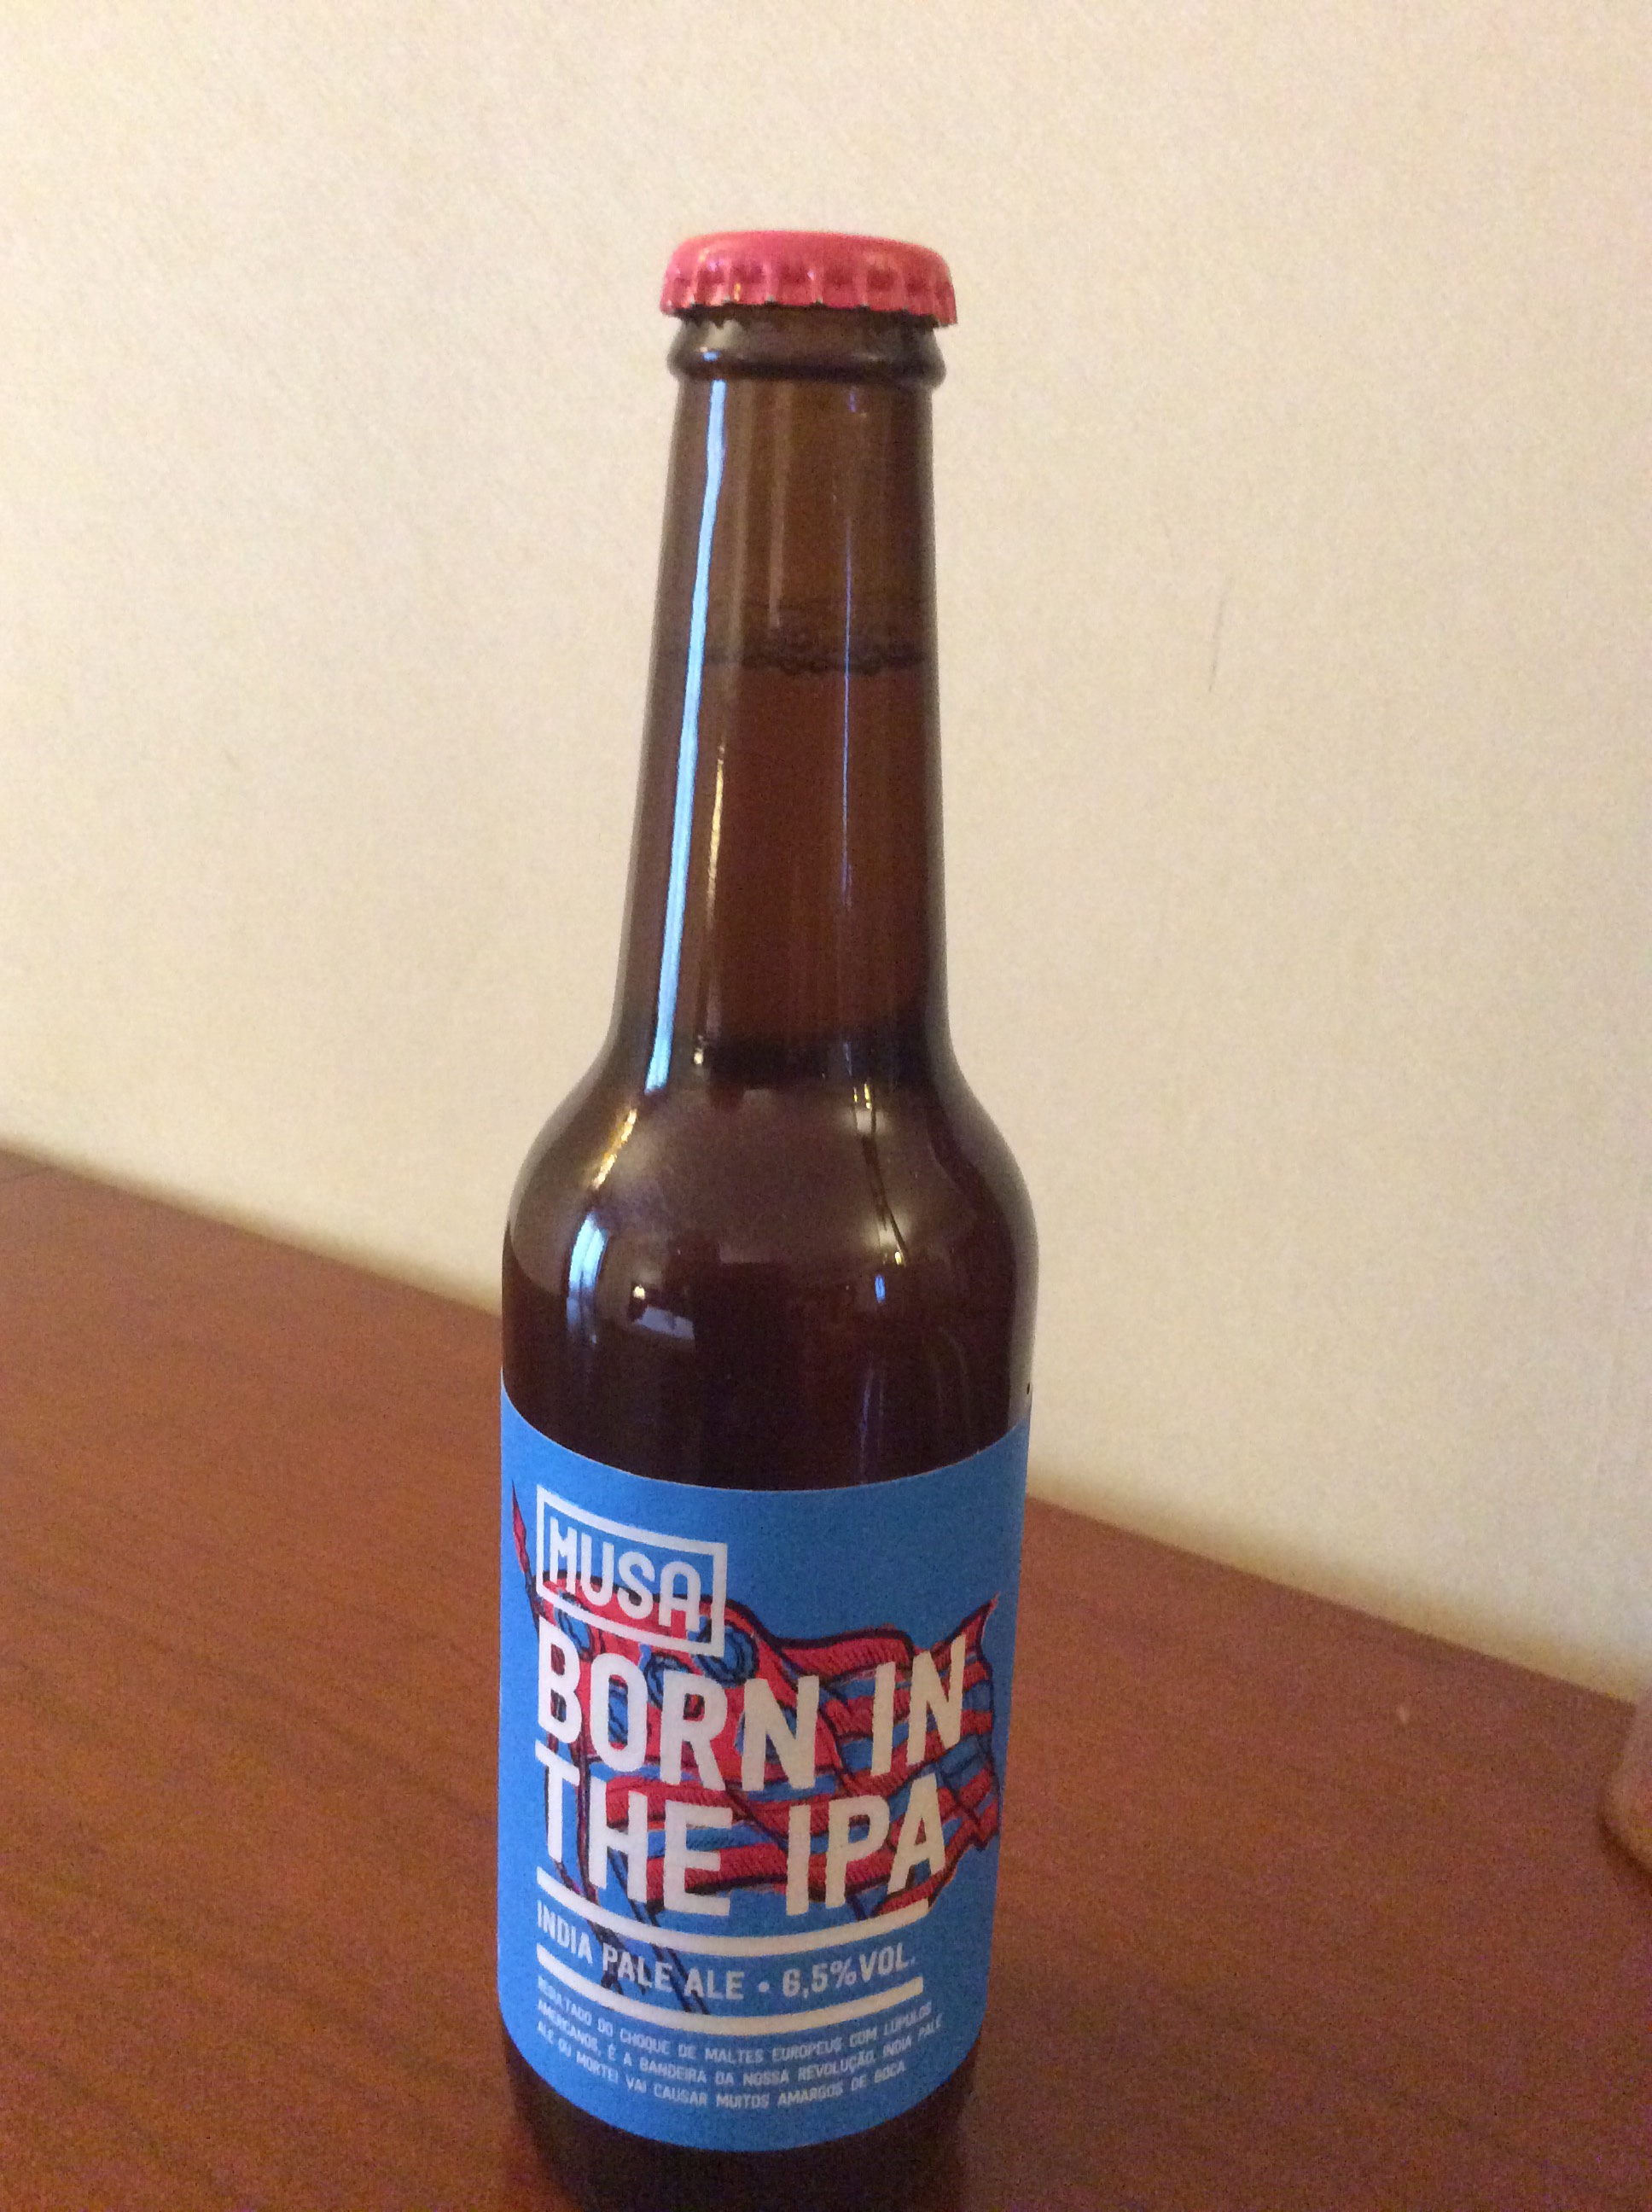 MUSA
BORN IN
THE IPA
INDIA PALE ALE • 6,5% VOL.
RESULTADO DO CHOQUE DE MALTES EUROPEUS COM LÚPULOS
AMERICANOS, É A BANDEIRA DA NOSSA REVOLUÇÃO. INDIA PALE
ALE OU MORTE! VAI CAUSAR MUITOS AMARGOS DE BOCA.